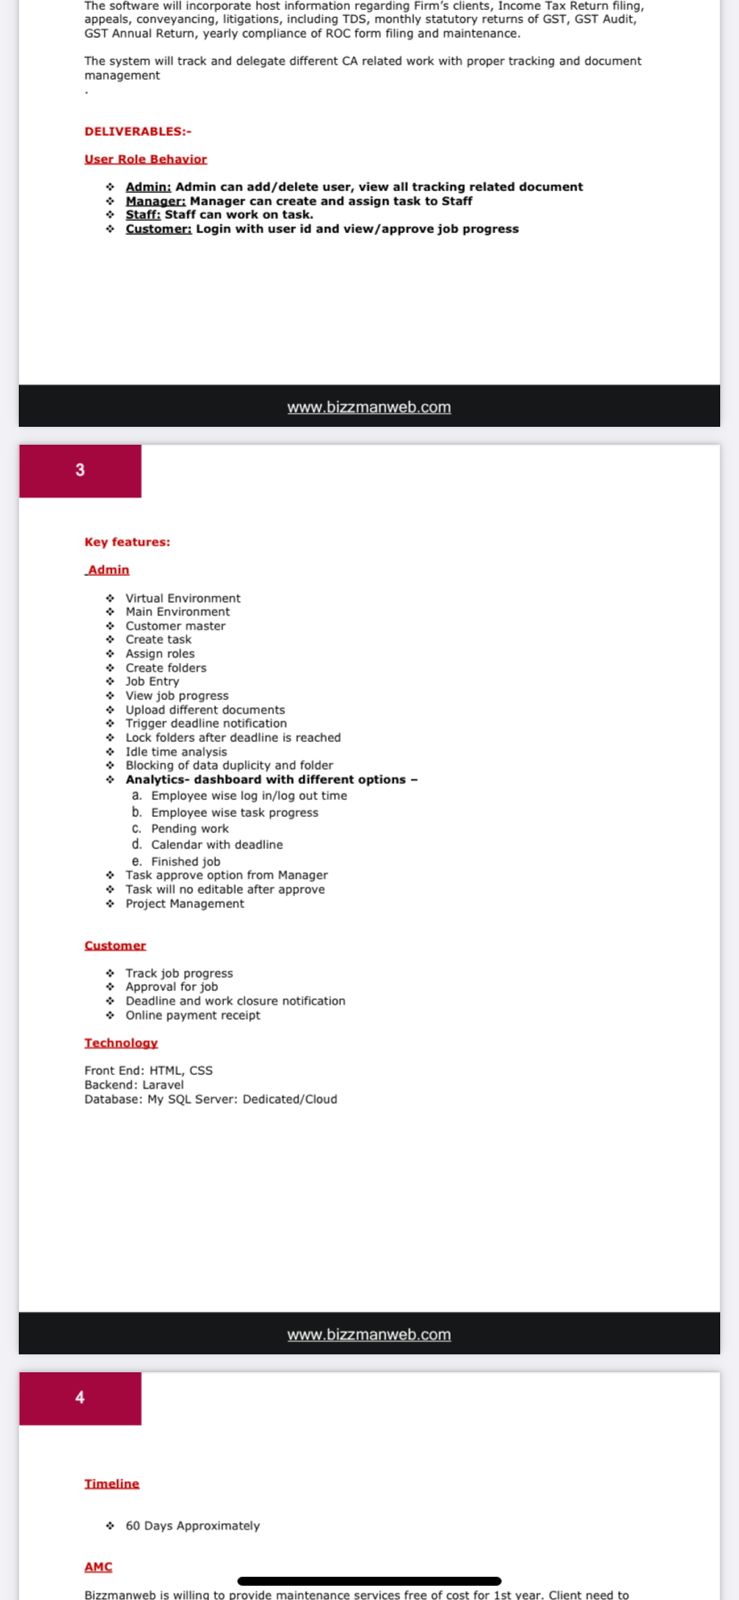 The software will incorporate host information regarding Firm's clients, Income Tax Return filing,
appeals, conveyancing, litigations, including TDS, monthly statutory returns of GST, GST Audit,
GST Annual Return, yearly compliance of ROC form filing and maintenance.
The system will track and delegate different CA related work with proper tracking and document
management
.
DELIVERABLES:-
User Role Behavior
❖ Admin: Admin can add/delete user, view all tracking related document
❖ Manager: Manager can create and assign task to Staff
❖ Staff: Staff can work on task.
❖ Customer: Login with user id and view/approve job progress
www.bizzmanweb.com
3
Key features:
Admin
❖ Virtual Environment
❖ Main Environment
❖ Customer master
❖ Create task
❖ Assign roles
❖ Create folders
❖ Job Entry
❖ View job progress
❖ Upload different documents
❖ Trigger deadline notification
❖ Lock folders after deadline is reached
❖ Idle time analysis
❖ Blocking of data duplicity and folder
❖ Analytics- dashboard with different options –
a. Employee wise log in/log out time
b. Employee wise task progress
c. Pending work
d. Calendar with deadline
e. Finished job
❖ Task approve option from Manager
❖ Task will no editable after approve
❖ Project Management
Customer
❖ Track job progress
❖ Approval for job
❖ Deadline and work closure notification
❖ Online payment receipt
Technology
Front End: HTML, CSS
Backend: Laravel
Database: My SQL Server: Dedicated/Cloud
www.bizzmanweb.com
4
Timeline
❖ 60 Days Approximately
AMC
Bizzmanweb is willing to provide maintenance services free of cost for 1st year. Client need to